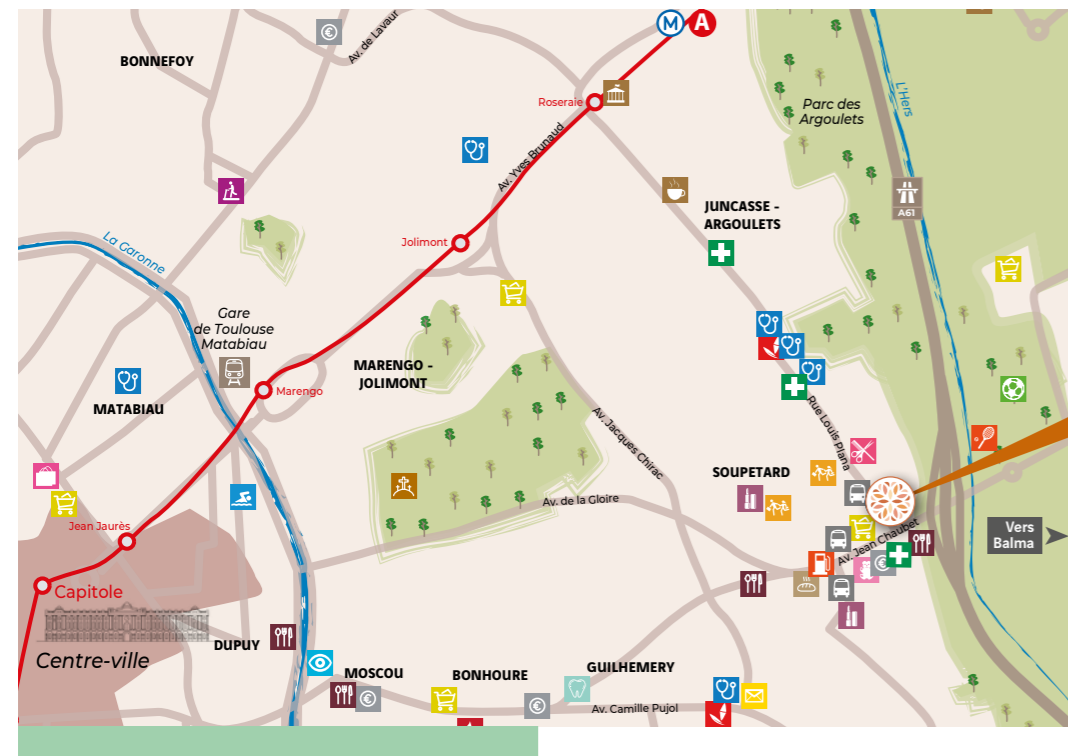 M A
Av. de Lavaur
BONNEFOY
L'Hers
Roseraie
Parc des
Argoulets
Av. Yves Brunaud
A61
JUNCASSE -
ARGOULETS
La Garonne
Jolimont
Gare
de Toulouse
Matabiau
MARENGO -
JOLIMONT
Marengo
MATABIAU
Rue Louis Plana
Av. Jacques Chirac
SOUPETARD
Av. de la Gloire
Jean Jaurès
Av. Jean Chaubet
Vers
Balma
Capitole
DUPUY
Centre-ville
MOSCOU
BONHOURE
GUILHEMERY
Av. Camille Pujol